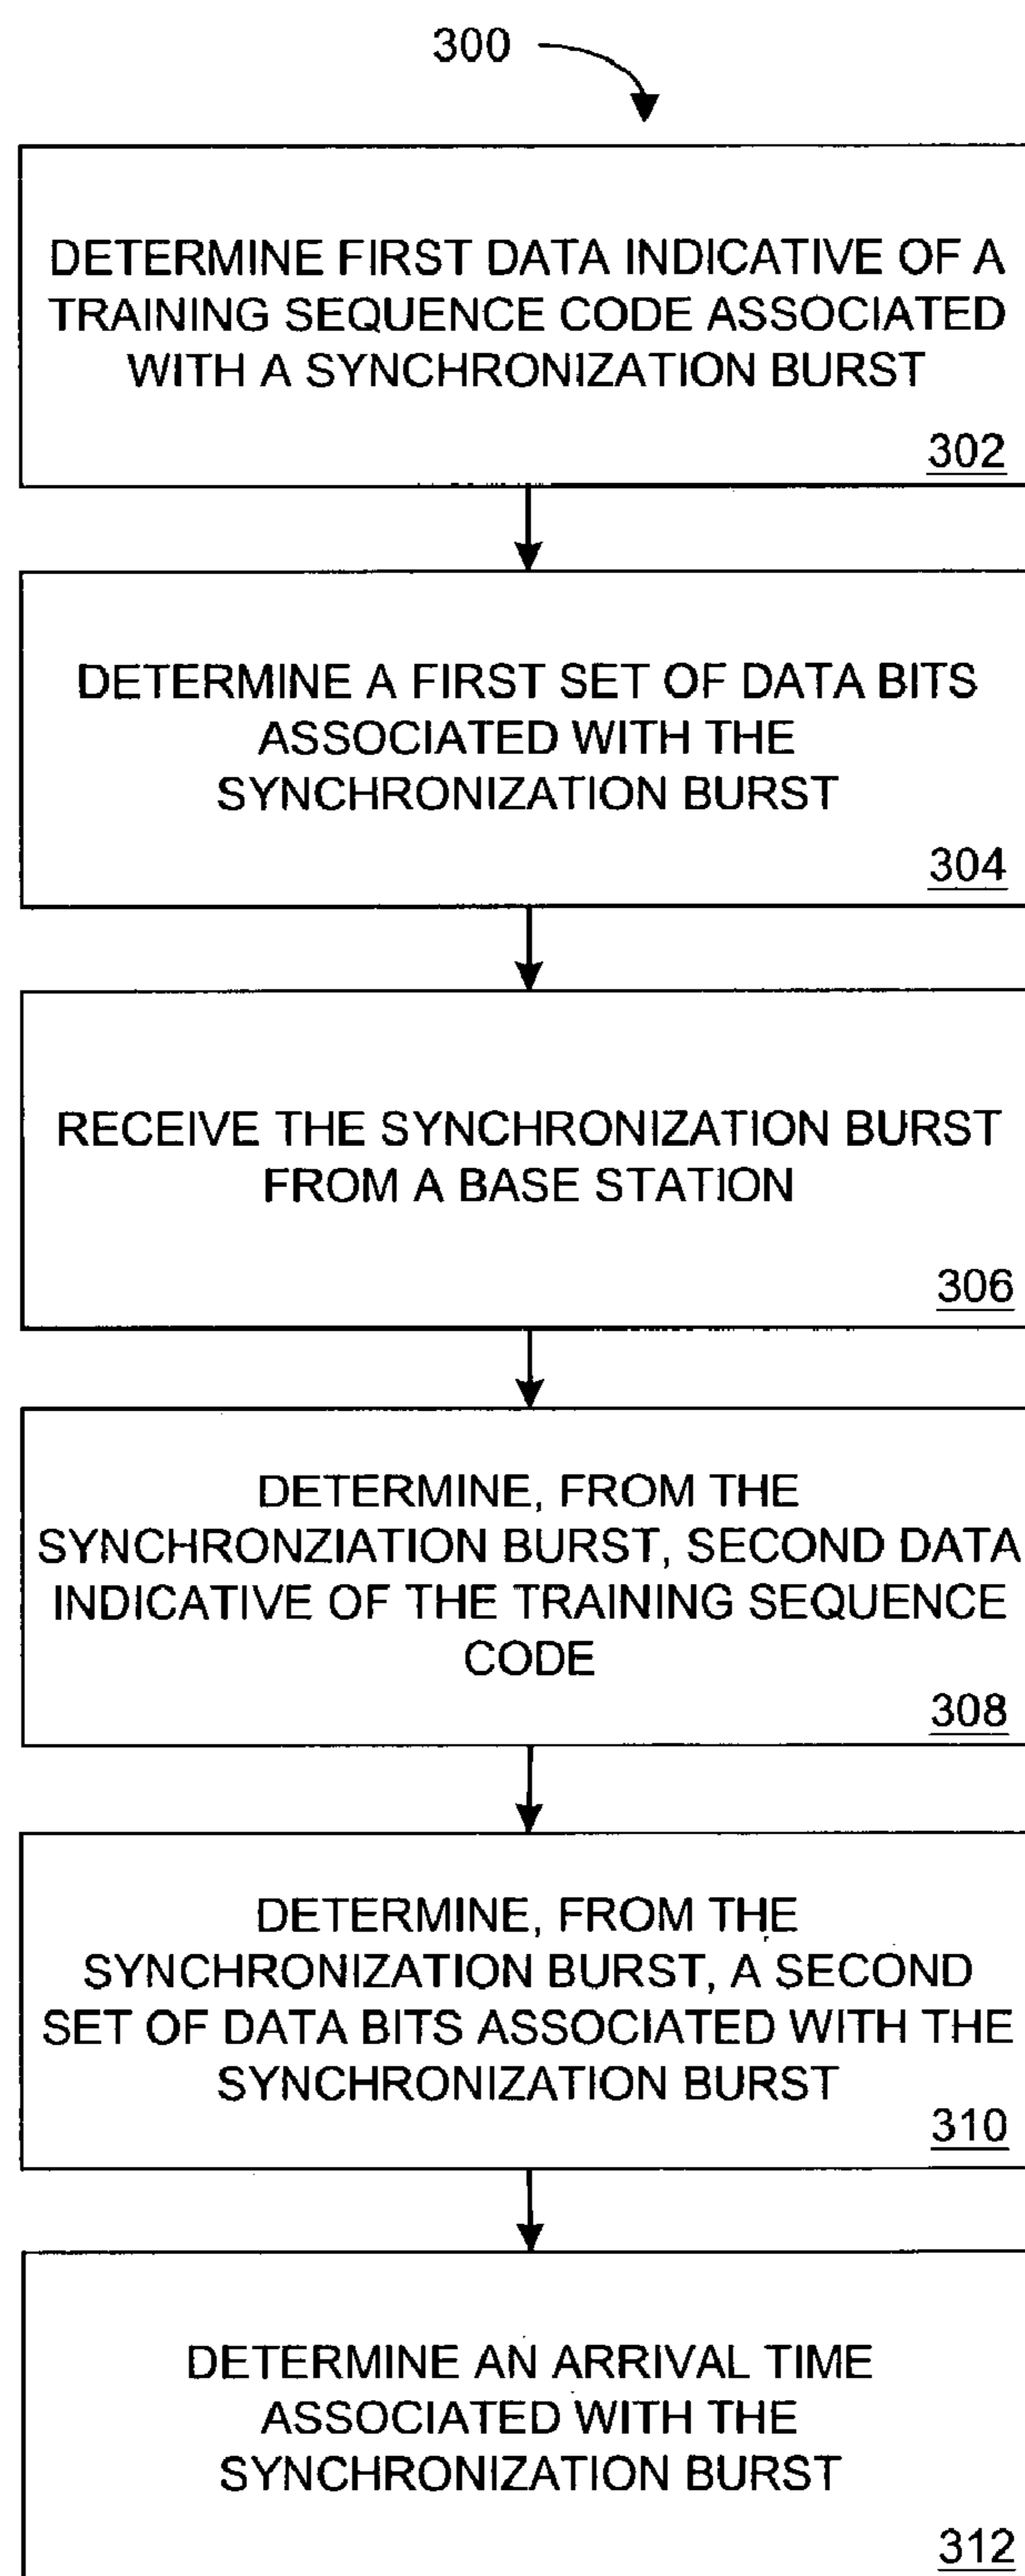 300
DETERMINE FIRST DATA INDICATIVE OF A
TRAINING SEQUENCE CODE ASSOCIATED
WITH A SYNCHRONIZATION BURST
302
DETERMINE A FIRST SET OF DATA BITS
ASSOCIATED WITH THE
SYNCHRONIZATION BURST
304
RECEIVE THE SYNCHRONIZATION BURST
FROM A BASE STATION
306
DETERMINE, FROM THE
SYNCHRONZIATION BURST, SECOND DATA
INDICATIVE OF THE TRAINING SEQUENCE
CODE
308
DETERMINE, FROM THE
SYNCHRONIZATION BURST, A SECOND
SET OF DATA BITS ASSOCIATED WITH THE
SYNCHRONIZATION BURST
310
DETERMINE AN ARRIVAL TIME
ASSOCIATED WITH THE
SYNCHRONIZATION BURST
312